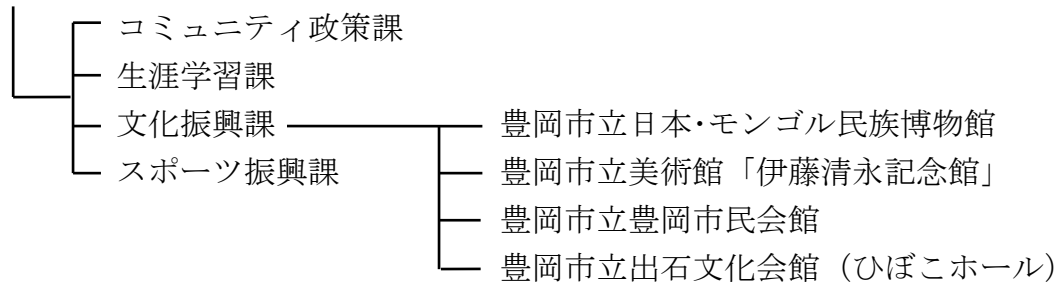 コミュニティ政策課
生涯学習課
文化振興課 豊岡市立日本･モンゴル民族博物館
スポーツ振興課 豊岡市立美術館「伊藤清永記念館」
豊岡市立豊岡市民会館
豊岡市立出石文化会館（ひぼこホール）